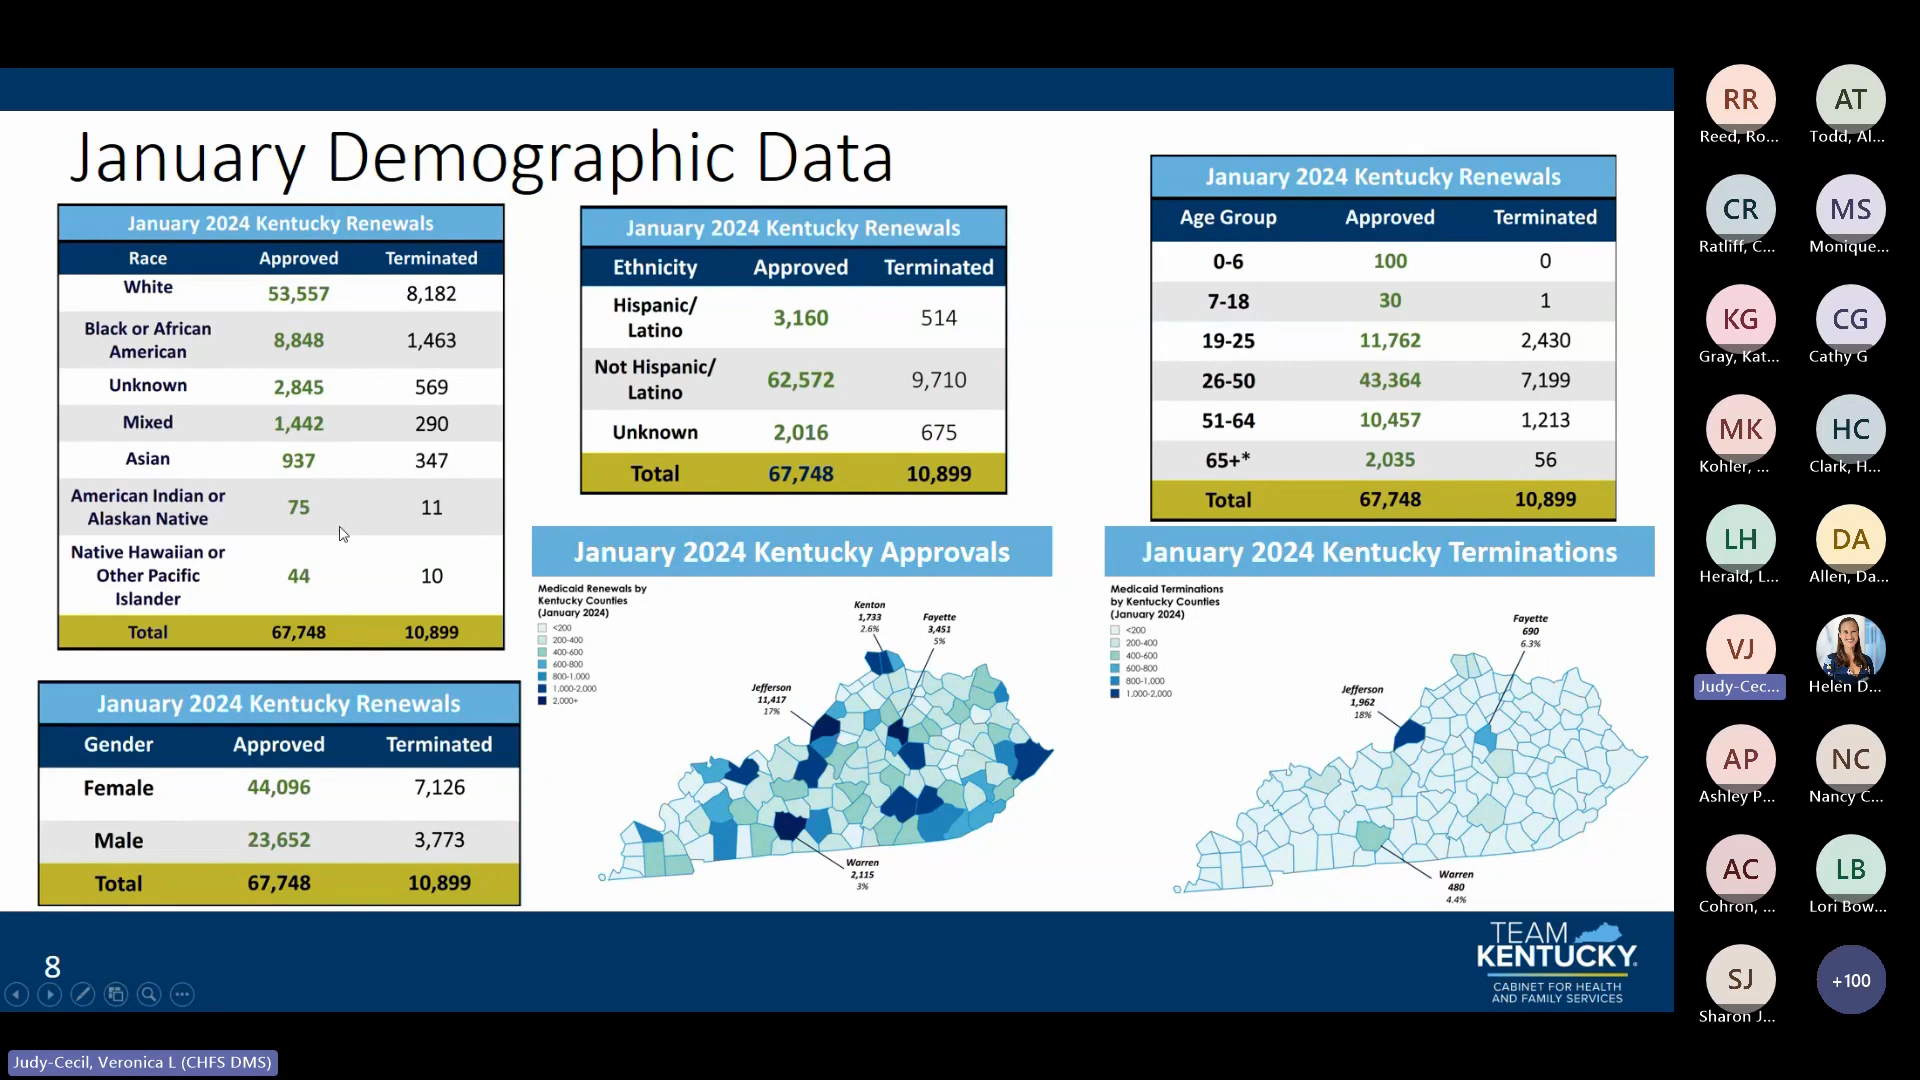 January Demographic Data
January 2024 Kentucky Renewals
Race Approved Terminated
White 53,557 8,182
Black or African
American 8,848 1,463
Unknown 2,845 569
Mixed 1,442 290
Asian 937 347
American Indian or
Alaskan Native 75 11
Native Hawaiian or
Other Pacific
Islander 44 10
Total 67,748 10,899
January 2024 Kentucky Renewals
Gender Approved Terminated
Female 44,096 7,126
Male 23,652 3,773
Total 67,748 10,899
January 2024 Kentucky Renewals
Ethnicity Approved Terminated
Hispanic/
Latino 3,160 514
Not Hispanic/
Latino 62,572 9,710
Unknown 2,016 675
Total 67,748 10,899
January 2024 Kentucky Renewals
Age Group Approved Terminated
0-6 100 0
7-18 30 1
19-25 11,762 2,430
26-50 43,364 7,199
51-64 10,457 1,213
65+* 2,035 56
Total 67,748 10,899
January 2024 Kentucky Approvals
Medicaid Renewals by
Kentucky Counties
(January 2024)
<200
200-400
400-600
600-800
800-1,000
1,000-2,000
2,000+
Kenton
1,733
2.6%
Fayette
3,451
5%
Jefferson
11,417
17%
Warren
2,115
3%
January 2024 Kentucky Terminations
Medicaid Terminations
by Kentucky Counties
(January 2024)
<200
200-400
400-600
600-800
800-1,000
1,000-2,000
Fayette
690
6.3%
Jefferson
1,962
18%
Warren
480
4.4%
8
TEAM
KENTUCKY
CABINET FOR HEALTH
AND FAMILY SERVICES
Judy-Cecil, Veronica L (CHFS DMS)
RR AT
Reed, Ro... Todd, Al...
CR MS
Ratliff, C... Monique...
KG CG
Gray, Kat... Cathy G
MK HC
Kohler, ... Clark, H...
LH DA
Herald, L... Allen, Da...
VJ
Judy-Cec... Helen D...
AP NC
Ashley P... Nancy C...
AC LB
Cohron, ... Lori Bow...
SJ +100
Sharon J...